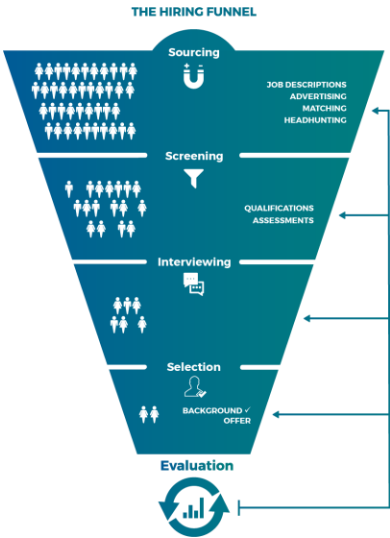 THE HIRING FUNNEL
Sourcing
JOB DESCRIPTIONS
ADVERTISING
MATCHING
HEADHUNTING
Screening
QUALIFICATIONS
ASSESSMENTS
Interviewing
Selection
BACKGROUND ✓
OFFER
Evaluation